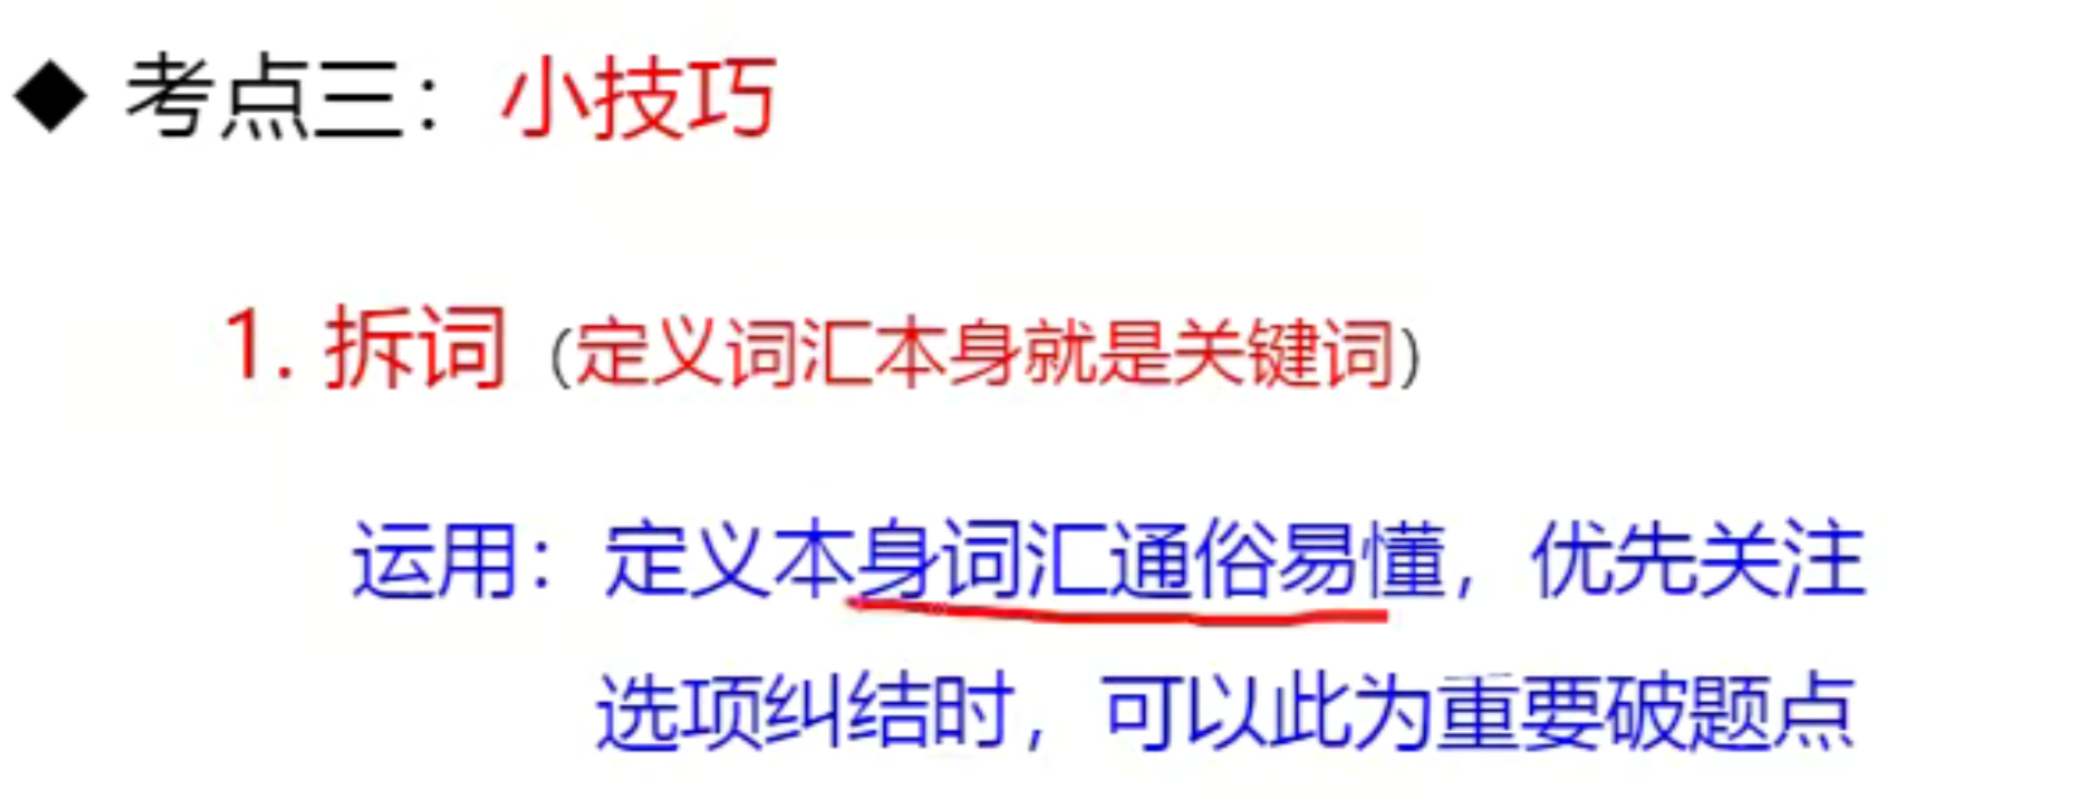 ◆ 考点三：小技巧
1. 拆词（定义词汇本身就是关键词）
运用：定义本身词汇通俗易懂，优先关注
选项纠结时，可以此为重要破题点